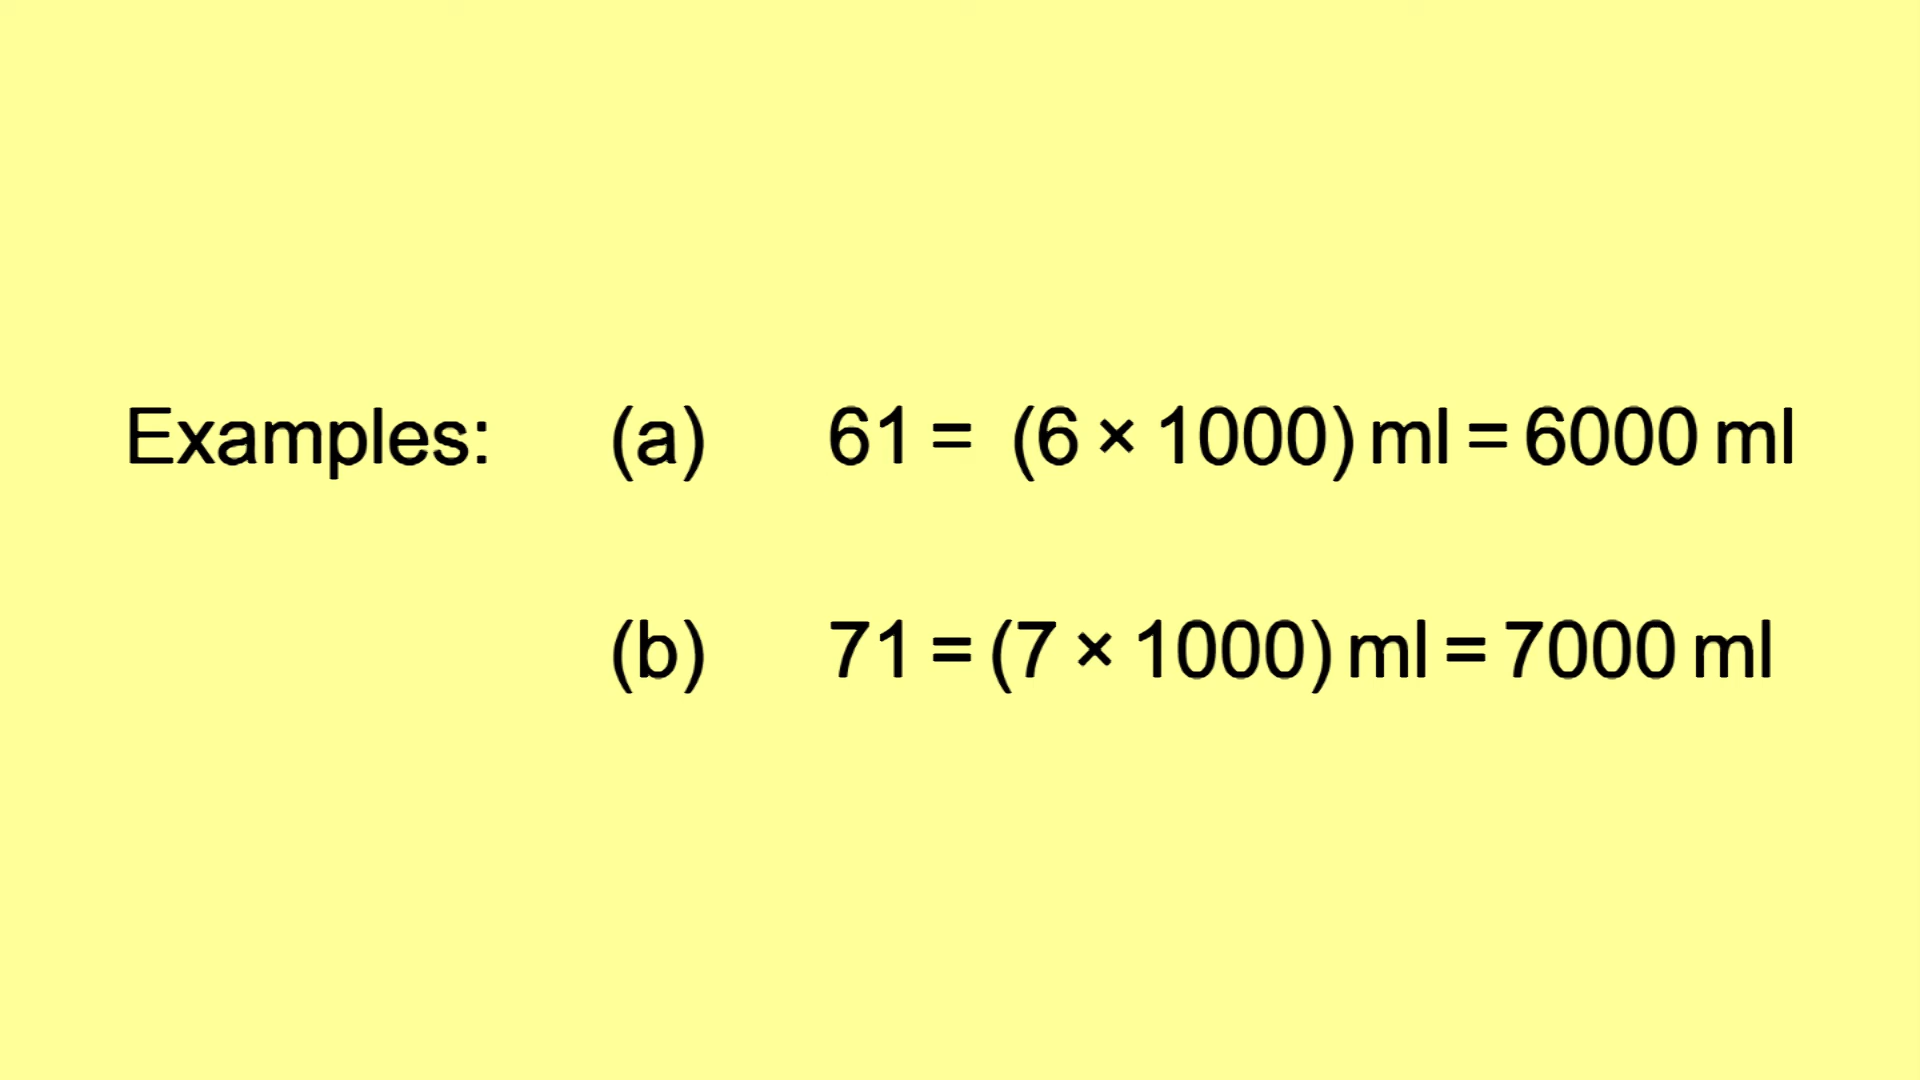 Examples: (a) 61 = (6 × 1000) ml = 6000 ml
(b) 71 = (7 × 1000) ml = 7000 ml